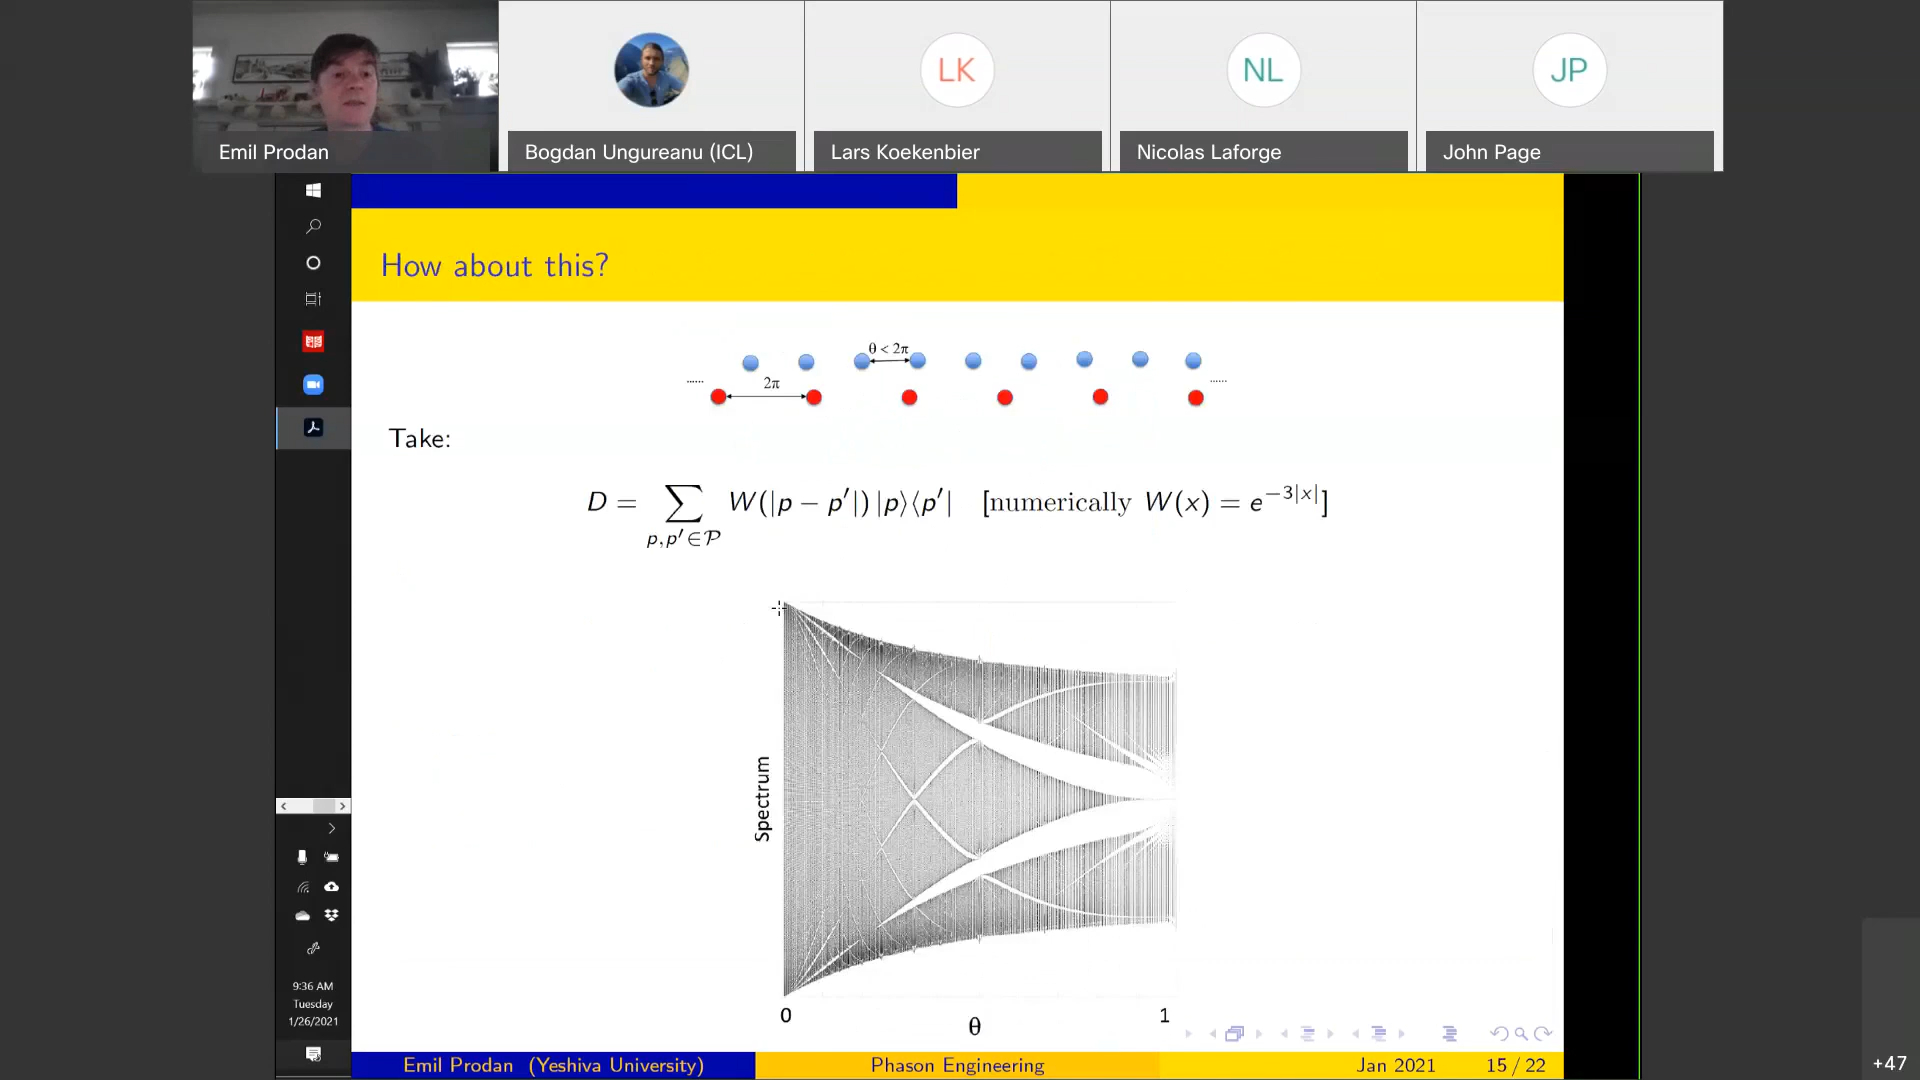 LK
NL
JP
Emil Prodan
Bogdan Ungureanu (ICL)
Lars Koekenbier
Nicolas Laforge
John Page
How about this?
θ < 2π
......
2π
......
Take:
D = ∑ W(|p − p′|) |p⟩⟨p′| [numerically W(x) = e^{−3|x|}]
p,p′∈𝒫
Spectrum
0
1
θ
9:36 AM
Tuesday
1/26/2021
Emil Prodan (Yeshiva University)
Phason Engineering
Jan 2021
15 / 22
+47